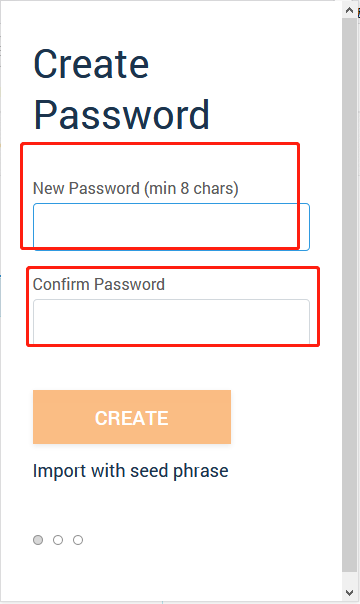 Create
Password
New Password (min 8 chars)
Confirm Password
CREATE
Import with seed phrase